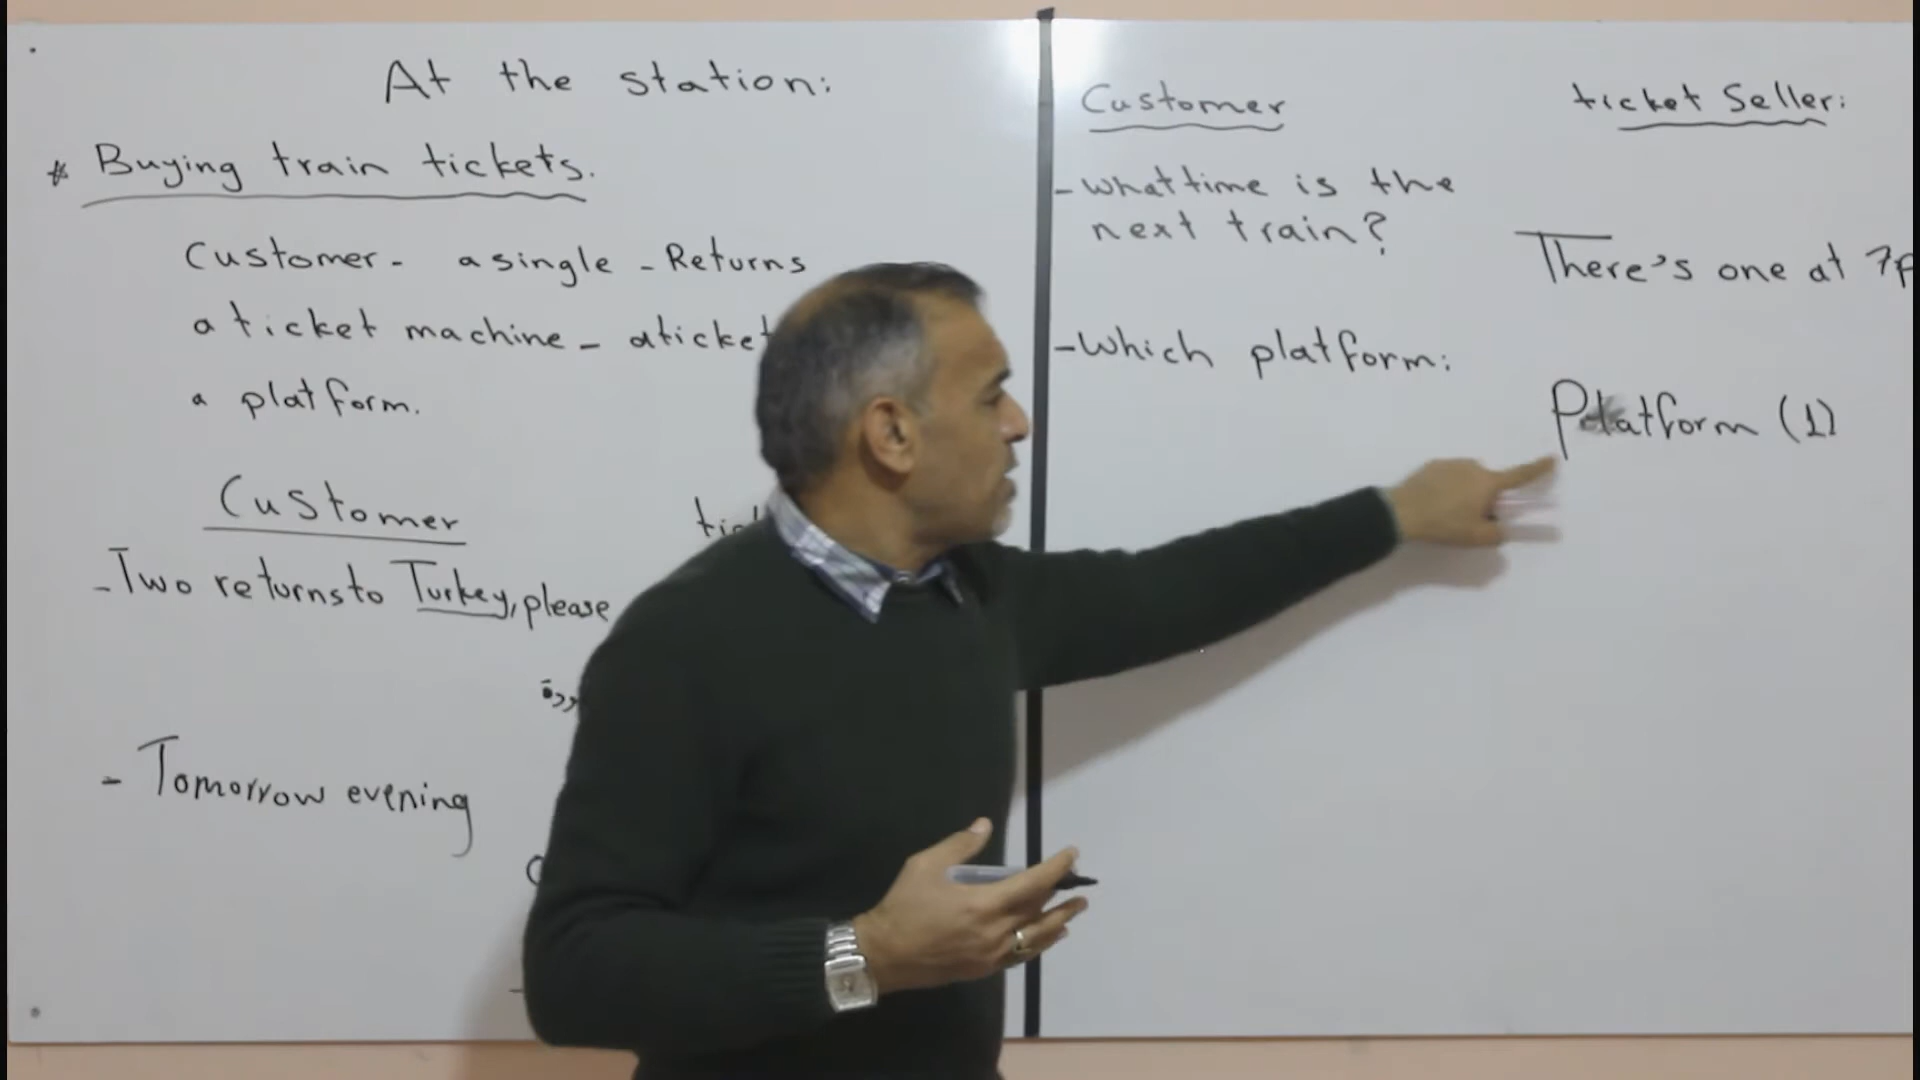 At the station:
* Buying train tickets.
Customer - a single - Returns
a ticket machine - a ticket
a platform.
Customer
- Two returns to Turkey, please
- Tomorrow evening
Customer
ticket Seller:
- what time is the
next train?
There's one at 7p
- Which platform:
Platform (1)